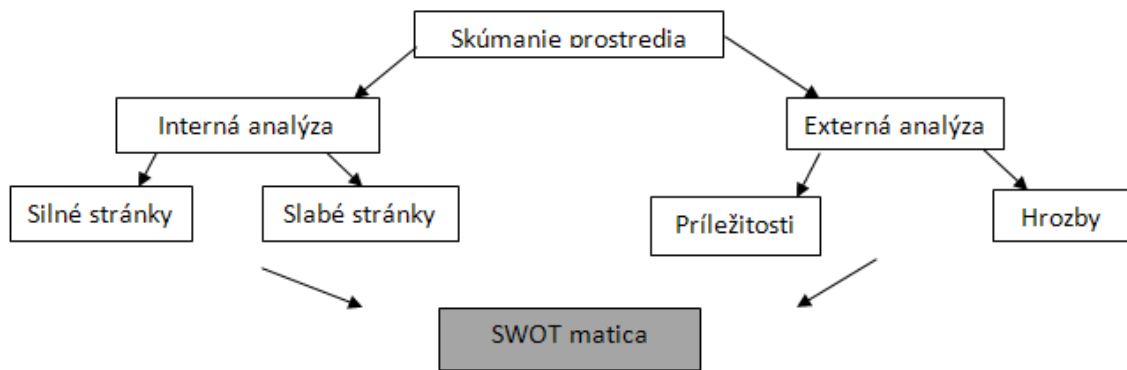 Skúmanie prostredia
Interná analýza
Externá analýza
Silné stránky
Slabé stránky
Príležitosti
Hrozby
SWOT matica